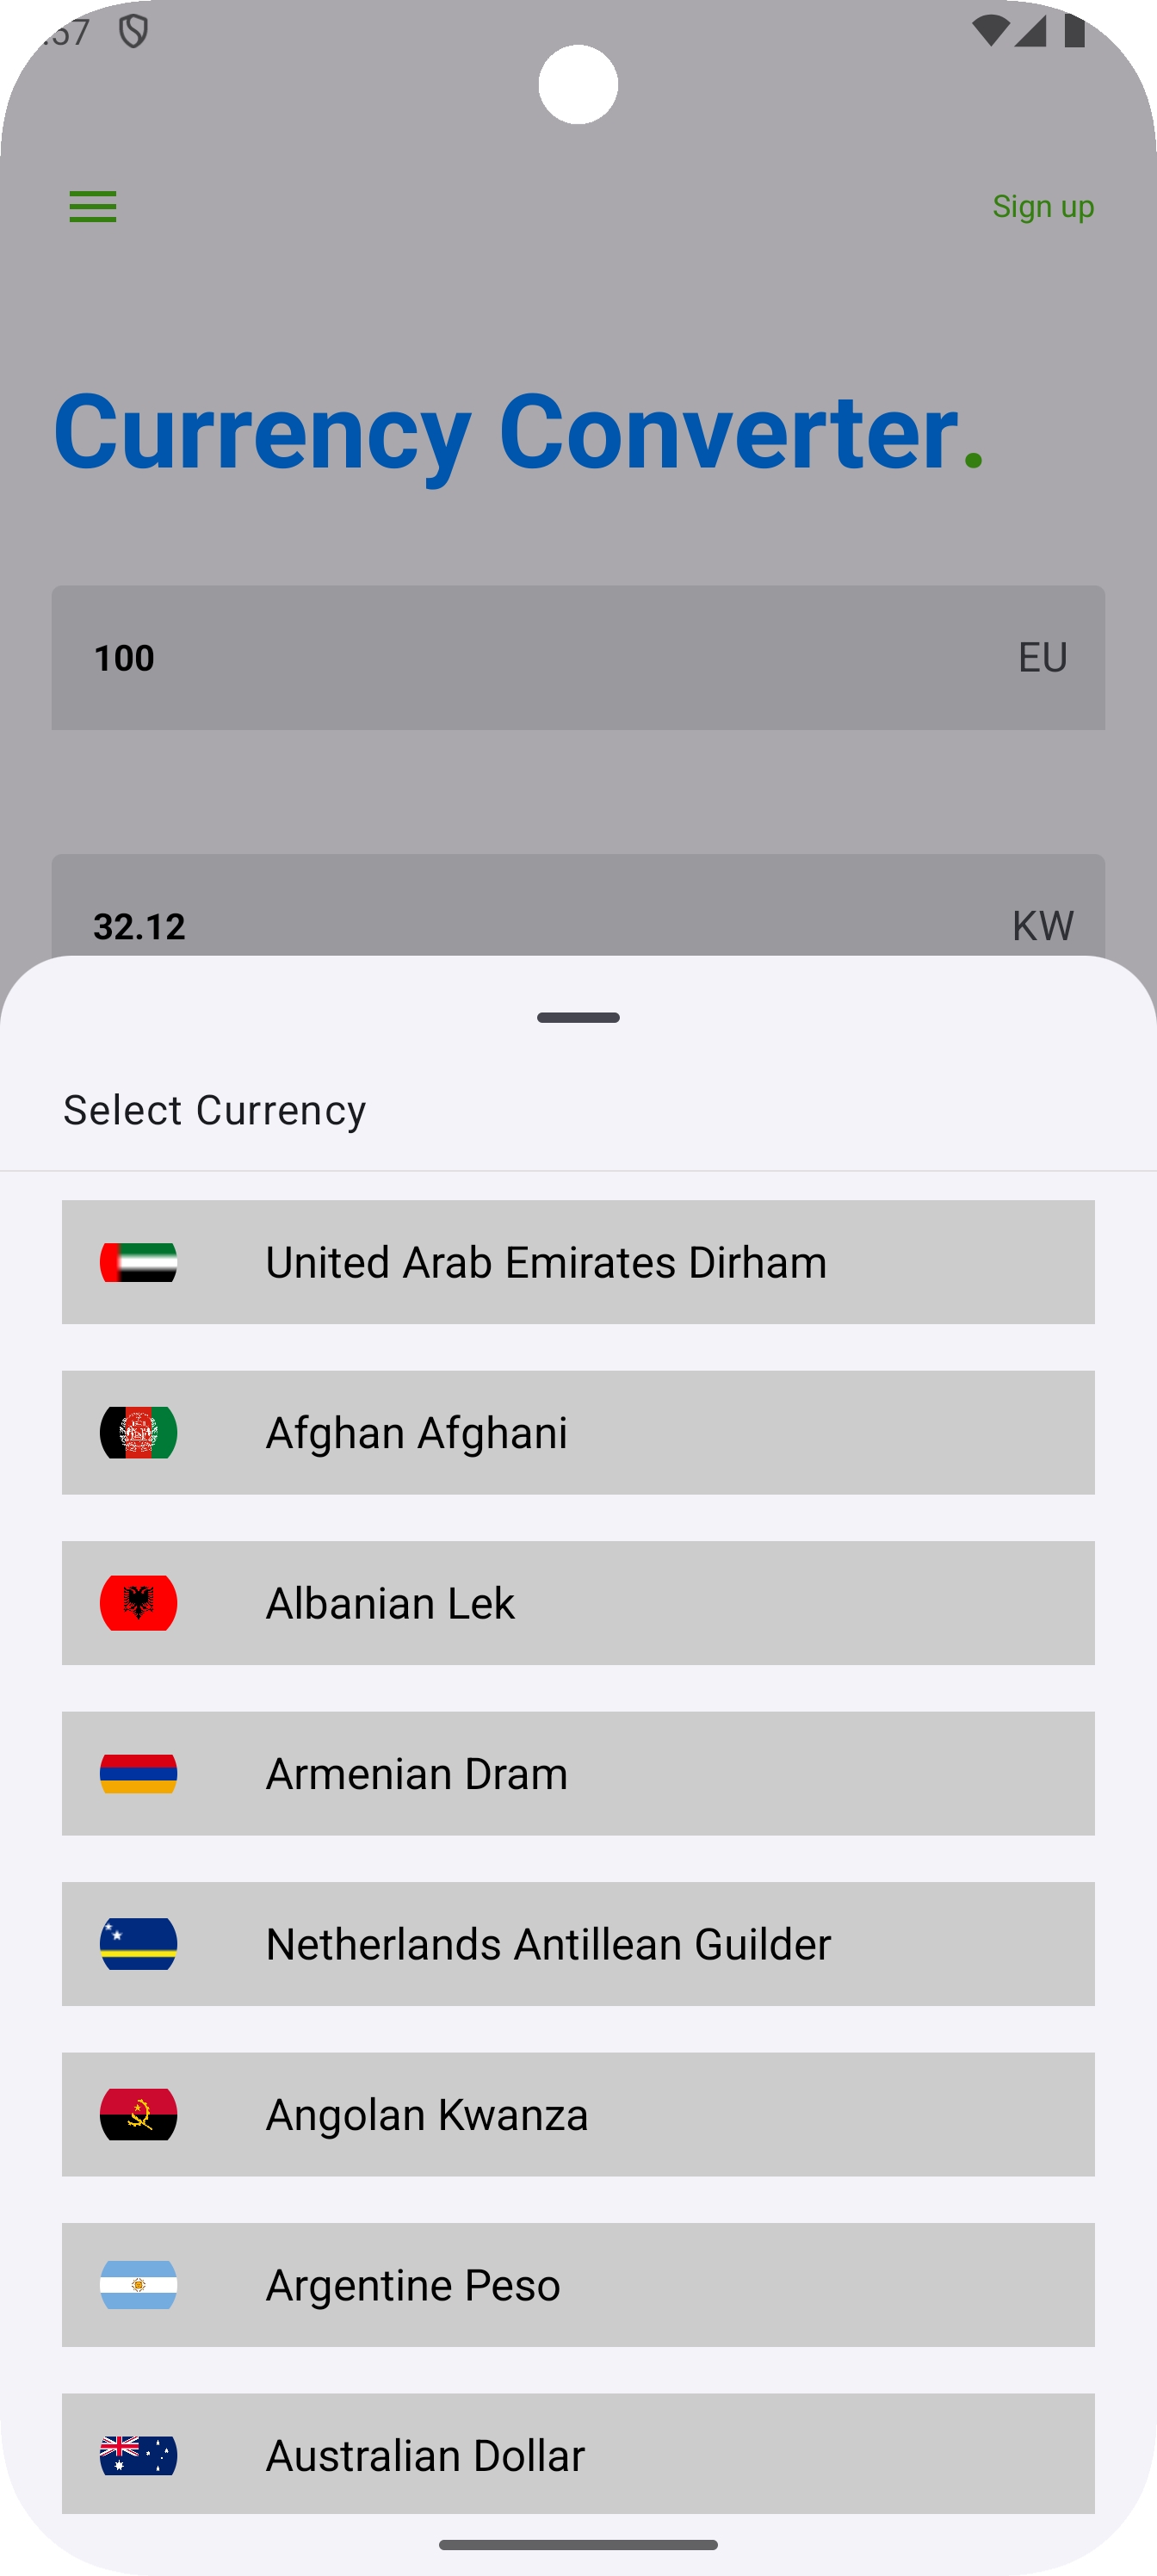 :57
Sign up
Currency Converter.
100 EU
32.12 KW
Select Currency
United Arab Emirates Dirham
Afghan Afghani
Albanian Lek
Armenian Dram
Netherlands Antillean Guilder
Angolan Kwanza
Argentine Peso
Australian Dollar